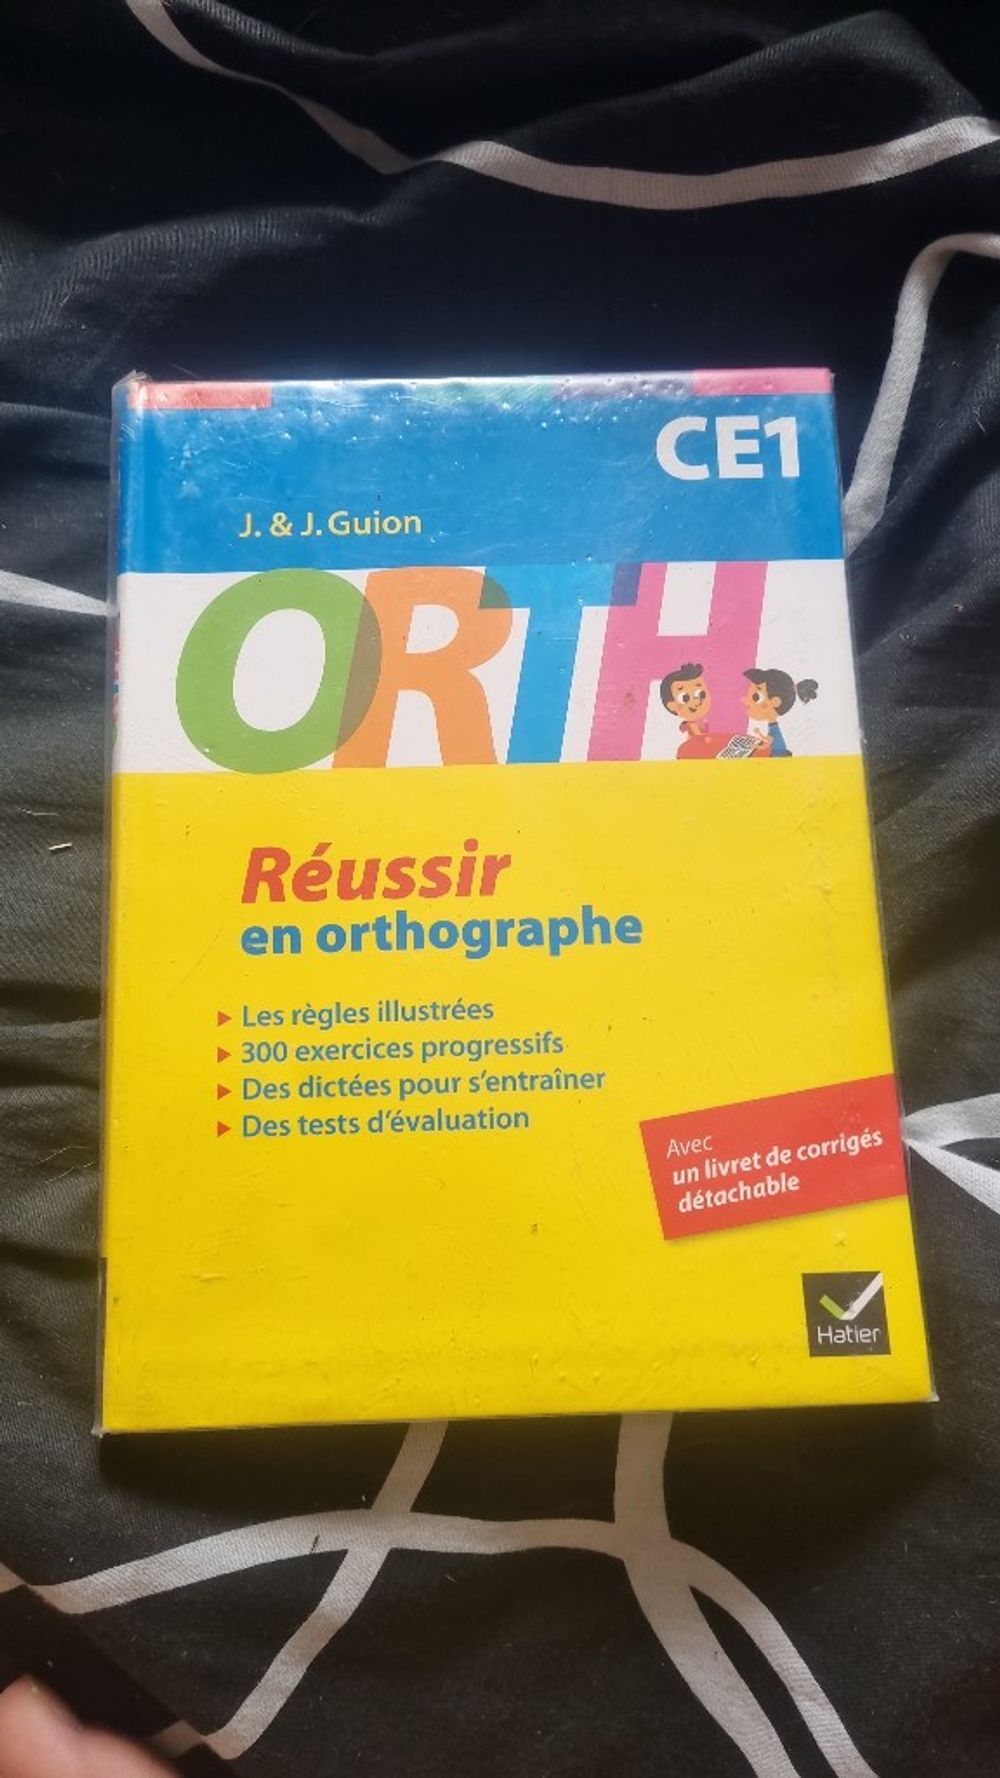 CE1
J. & J. Guion
ORTH
Réussir
en orthographe
Les règles illustrées
300 exercices progressifs
Des dictées pour s'entraîner
Des tests d'évaluation
Avec
un livret de corrigés
détachable
Hatier